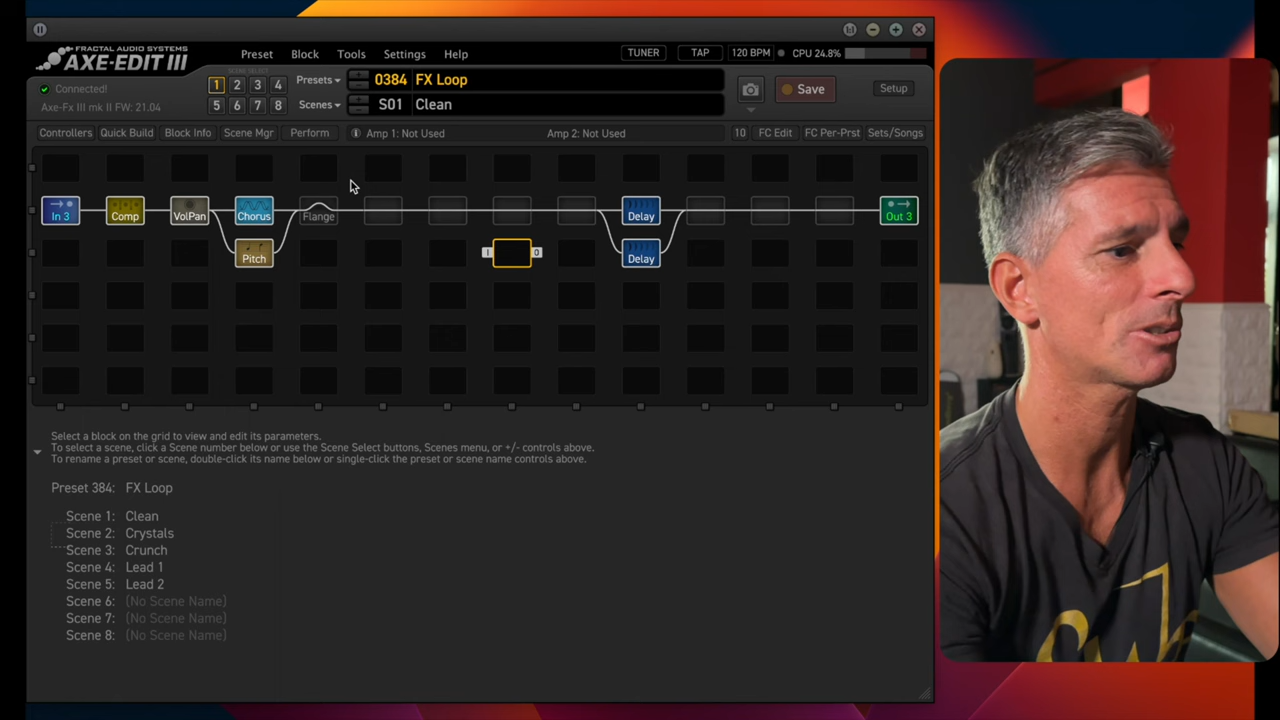 FRACTAL AUDIO SYSTEMS
AXE-EDIT III
Preset Block Tools Settings Help
TUNER TAP 120 BPM CPU 24.8%
Connected!
Axe-Fx III mk II FW: 21.04
SCENE SELECT
1 2 3 4
5 6 7 8
Presets 0384 FX Loop
Scenes S01 Clean
Save Setup
Controllers Quick Build Block Info Scene Mgr Perform Amp 1: Not Used Amp 2: Not Used 10 FC Edit FC Per-Prst Sets/Songs
In 3 Comp VolPan Chorus Flange Delay Out 3
Pitch I O Delay
Select a block on the grid to view and edit its parameters.
To select a scene, click a Scene number below or use the Scene Select buttons, Scenes menu, or +/- controls above.
To rename a preset or scene, double-click its name below or single-click the preset or scene name controls above.
Preset 384: FX Loop
Scene 1: Clean
Scene 2: Crystals
Scene 3: Crunch
Scene 4: Lead 1
Scene 5: Lead 2
Scene 6: (No Scene Name)
Scene 7: (No Scene Name)
Scene 8: (No Scene Name)